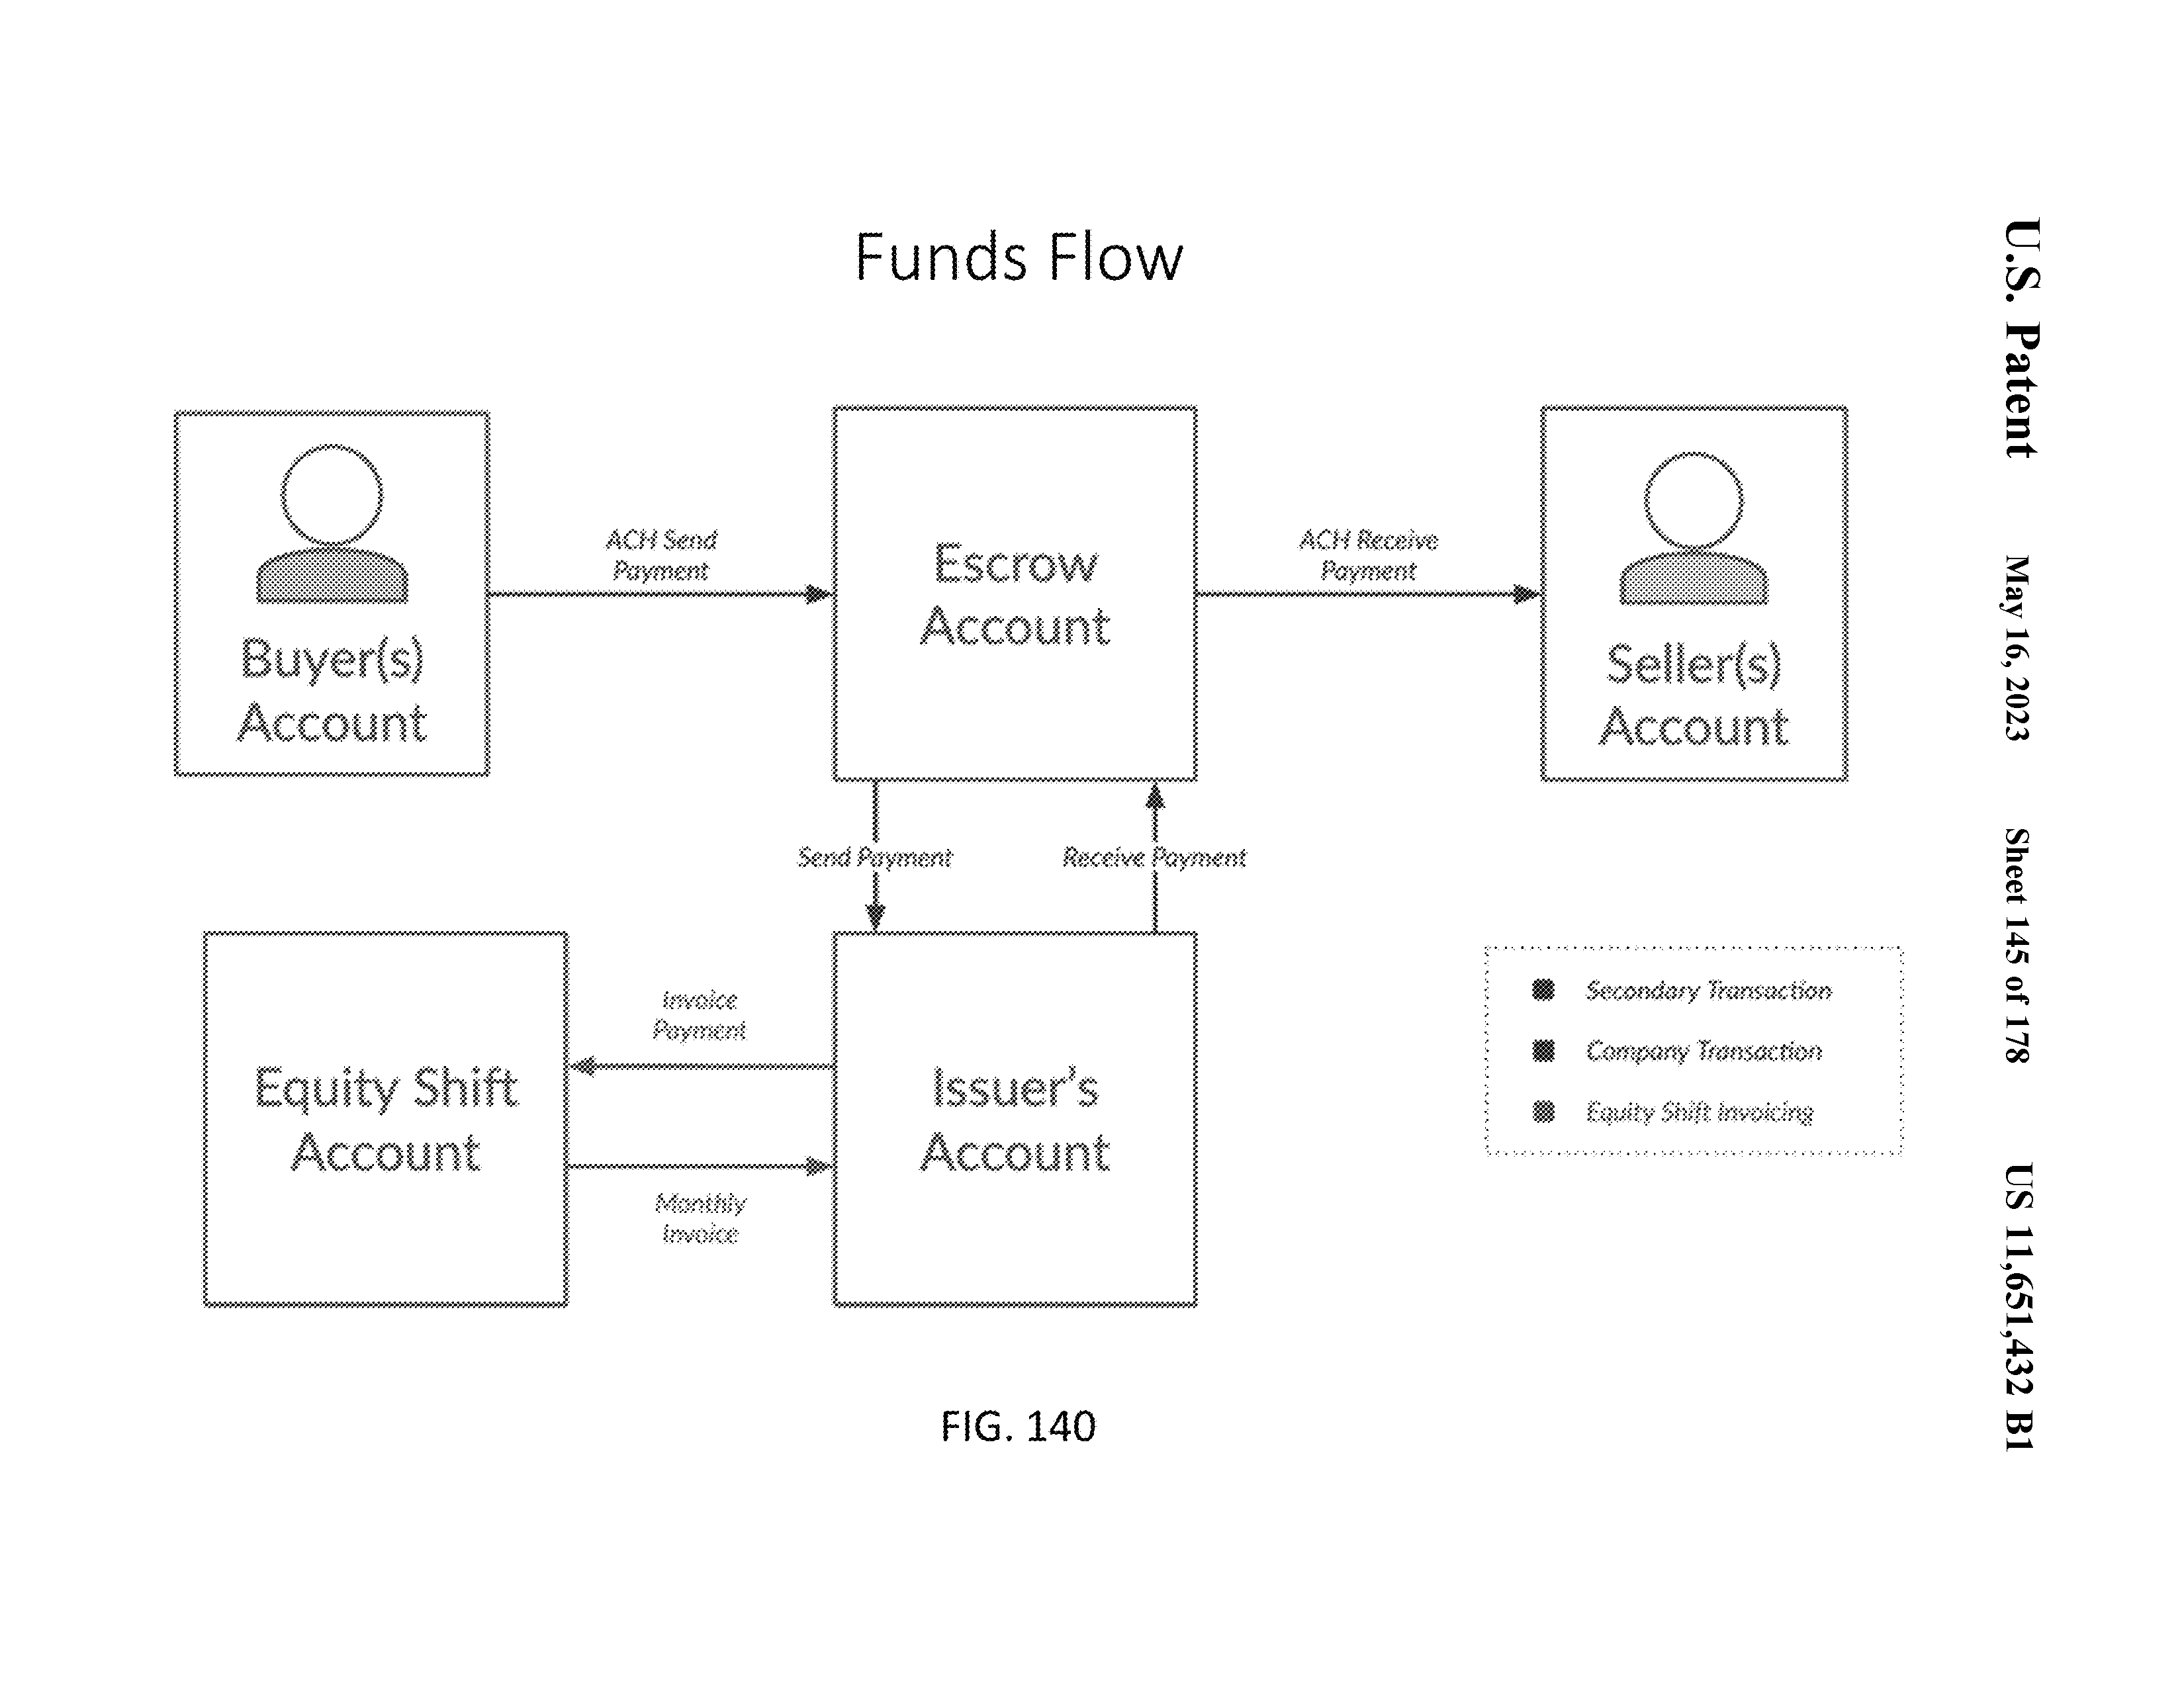 Funds Flow
Buyer(s)
Account
ACH Send
Payment
Escrow
Account
ACH Receive
Payment
Seller(s)
Account
Send Payment
Receive Payment
Equity Shift
Account
Invoice
Payment
Monthly
Invoice
Issuer's
Account
Secondary Transaction
Company Transaction
Equity Shift Invoicing
FIG. 140
U.S. Patent May 16, 2023 Sheet 145 of 178 US 11,651,432 B1